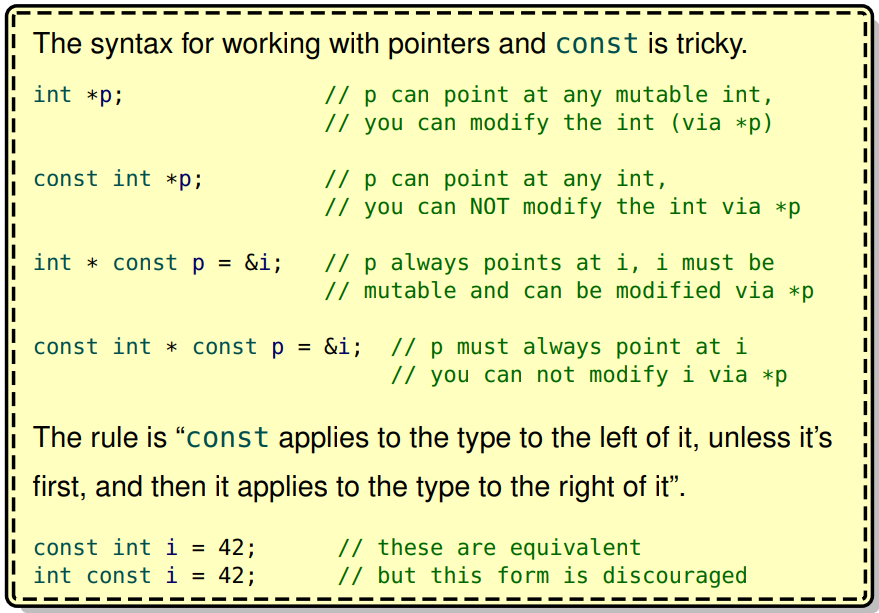 The syntax for working with pointers and const is tricky.
int *p; // p can point at any mutable int,
// you can modify the int (via *p)
const int *p; // p can point at any int,
// you can NOT modify the int via *p
int * const p = &i; // p always points at i, i must be
// mutable and can be modified via *p
const int * const p = &i; // p must always point at i
// you can not modify i via *p
The rule is “const applies to the type to the left of it, unless it’s
first, and then it applies to the type to the right of it”.
const int i = 42; // these are equivalent
int const i = 42; // but this form is discouraged